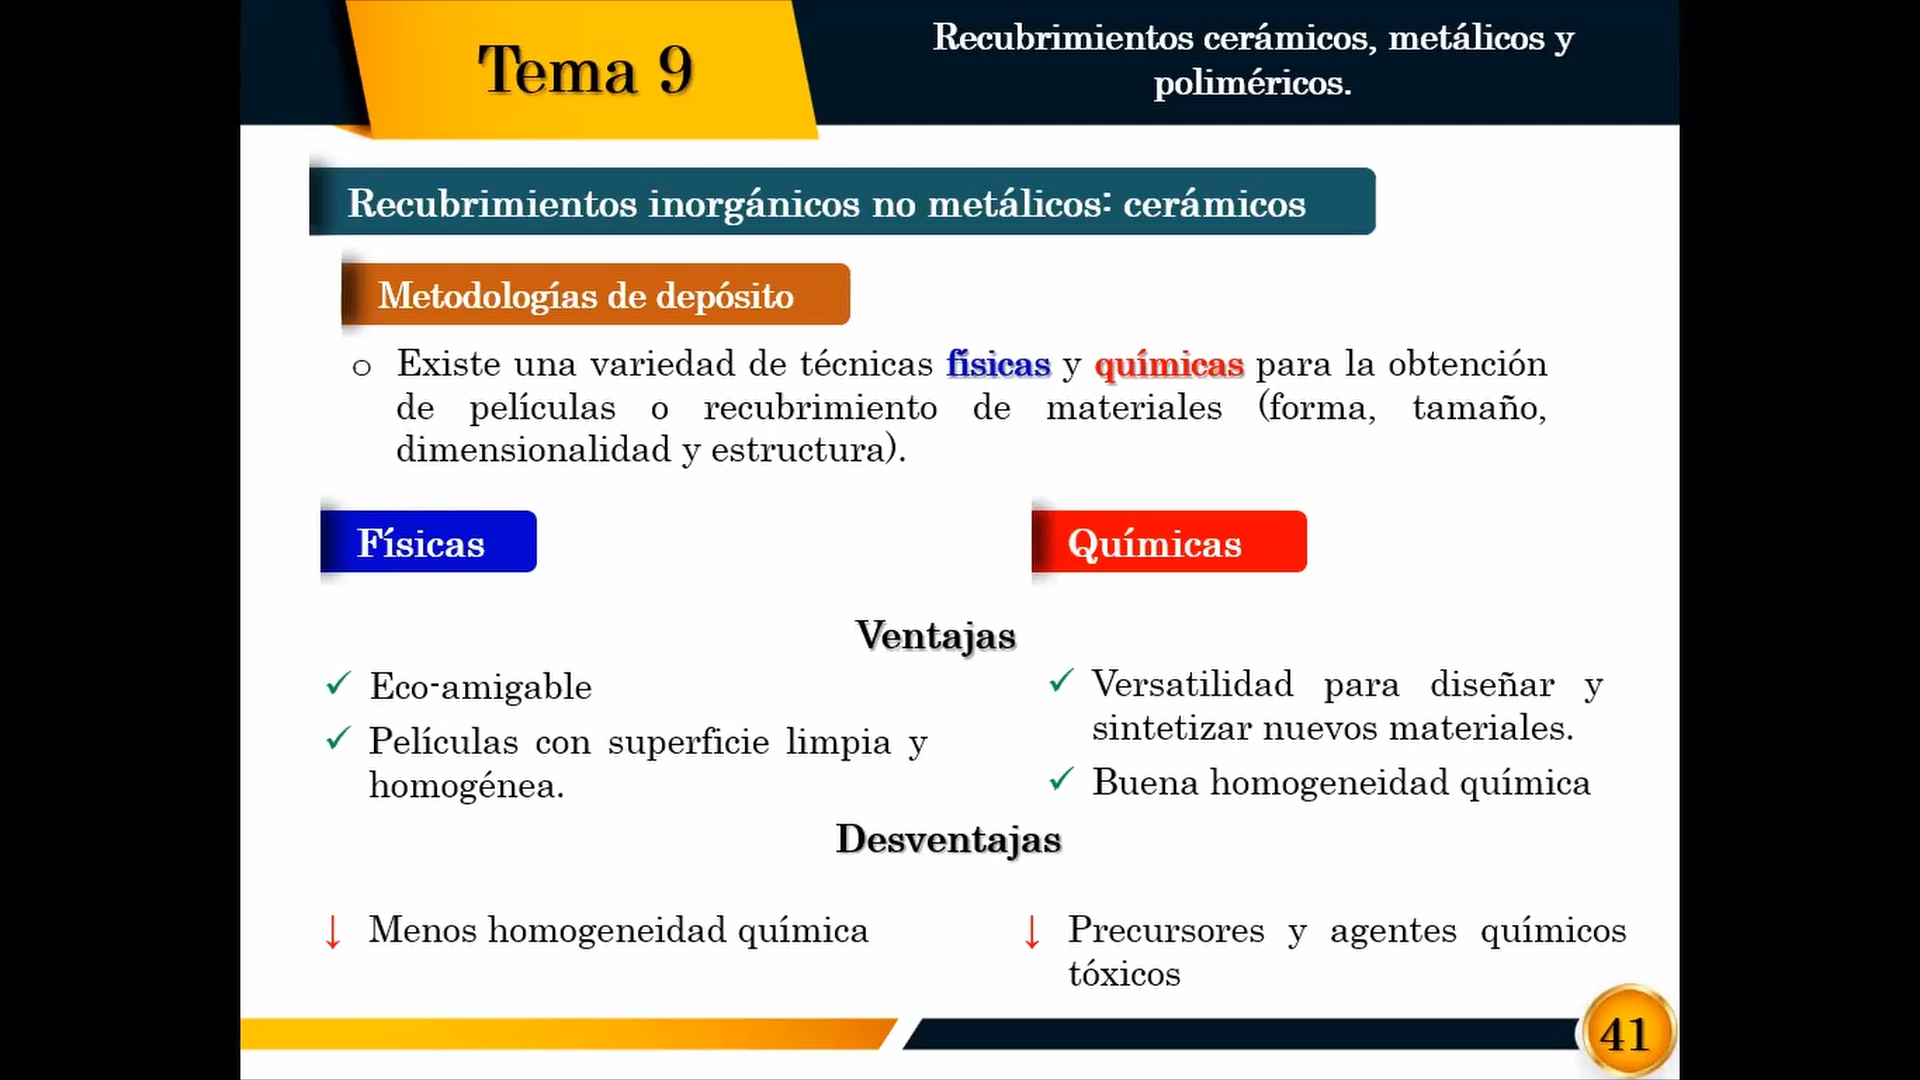 Tema 9
Recubrimientos cerámicos, metálicos y
poliméricos.
Recubrimientos inorgánicos no metálicos: cerámicos
Metodologías de depósito
o Existe una variedad de técnicas físicas y químicas para la obtención
de películas o recubrimiento de materiales (forma, tamaño,
dimensionalidad y estructura).
Físicas
Químicas
Ventajas
✓ Eco-amigable
✓ Películas con superficie limpia y
homogénea.
✓ Versatilidad para diseñar y
sintetizar nuevos materiales.
✓ Buena homogeneidad química
Desventajas
↓ Menos homogeneidad química
↓ Precursores y agentes químicos
tóxicos
41